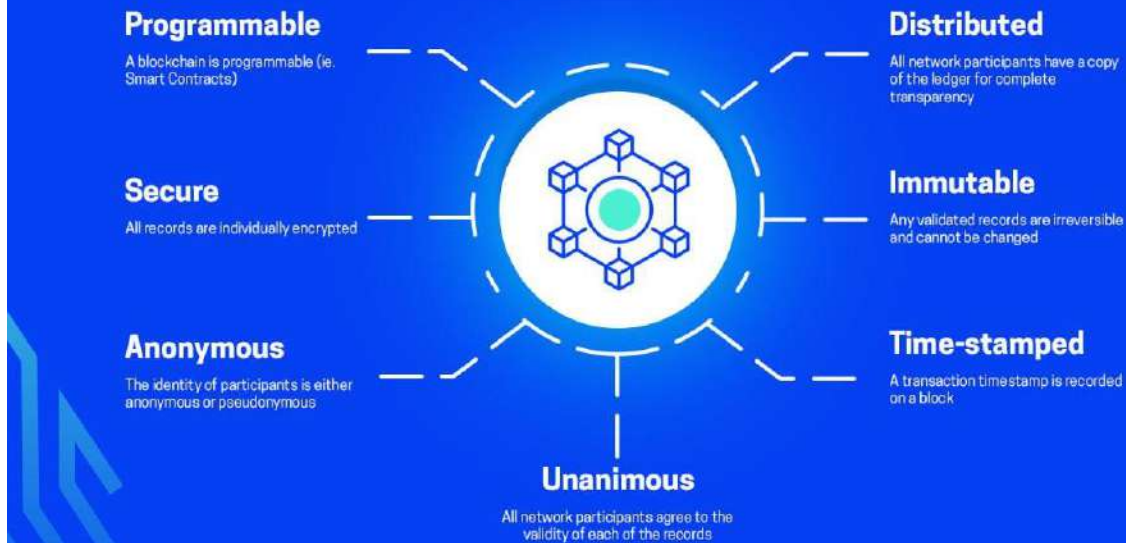 Programmable
A blockchain is programmable (ie.
Smart Contracts)
Secure
All records are individually encrypted
Anonymous
The identity of participants is either
anonymous or pseudonymous
Distributed
All network participants have a copy
of the ledger for complete
transparency
Immutable
Any validated records are irreversible
and cannot be changed
Time-stamped
A transaction timestamp is recorded
on a block
Unanimous
All network participants agree to the
validity of each of the records